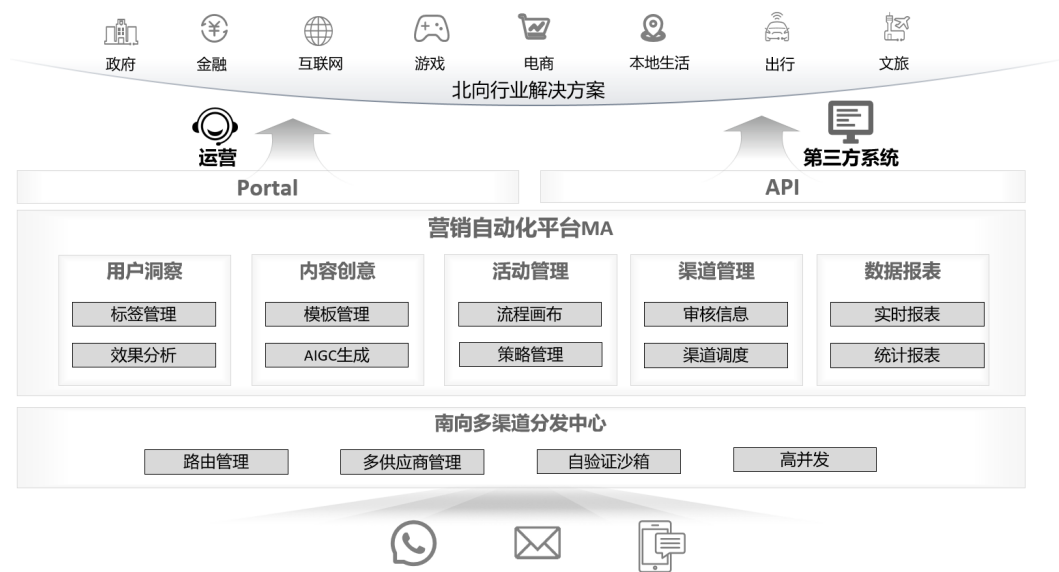 政府 金融 互联网 游戏 电商 本地生活 出行 文旅
北向行业解决方案
运营 第三方系统
Portal API
营销自动化平台MA
用户洞察 内容创意 活动管理 渠道管理 数据报表
标签管理 模板管理 流程画布 审核信息 实时报表
效果分析 AIGC生成 策略管理 渠道调度 统计报表
南向多渠道分发中心
路由管理 多供应商管理 自验证沙箱 高并发